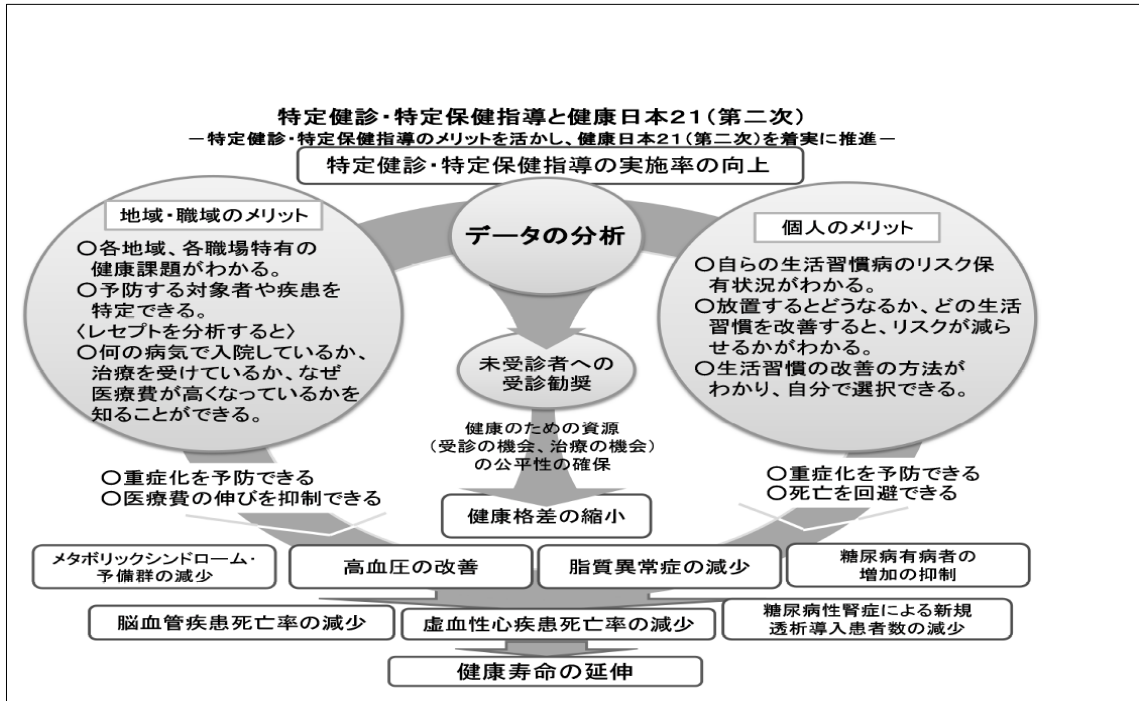 特定健診・特定保健指導と健康日本21(第二次)
－特定健診・特定保健指導のメリットを活かし、健康日本21(第二次)を着実に推進－
特定健診・特定保健指導の実施率の向上
地域・職域のメリット
○各地域、各職場特有の
健康課題がわかる。
○予防する対象者や疾患を
特定できる。
〈レセプトを分析すると〉
○何の病気で入院しているか、
治療を受けているか、なぜ
医療費が高くなっているかを
知ることができる。
データの分析
個人のメリット
○自らの生活習慣病のリスク保
有状況がわかる。
○放置するとどうなるか、どの生活
習慣を改善すると、リスクが減ら
せるかがわかる。
○生活習慣の改善の方法が
わかり、自分で選択できる。
未受診者への
受診勧奨
健康のための資源
(受診の機会、治療の機会)
の公平性の確保
○重症化を予防できる
○医療費の伸びを抑制できる
○重症化を予防できる
○死亡を回避できる
健康格差の縮小
メタボリックシンドローム・
予備群の減少
高血圧の改善
脂質異常症の減少
糖尿病有病者の
増加の抑制
脳血管疾患死亡率の減少
虚血性心疾患死亡率の減少
糖尿病性腎症による新規
透析導入患者数の減少
健康寿命の延伸